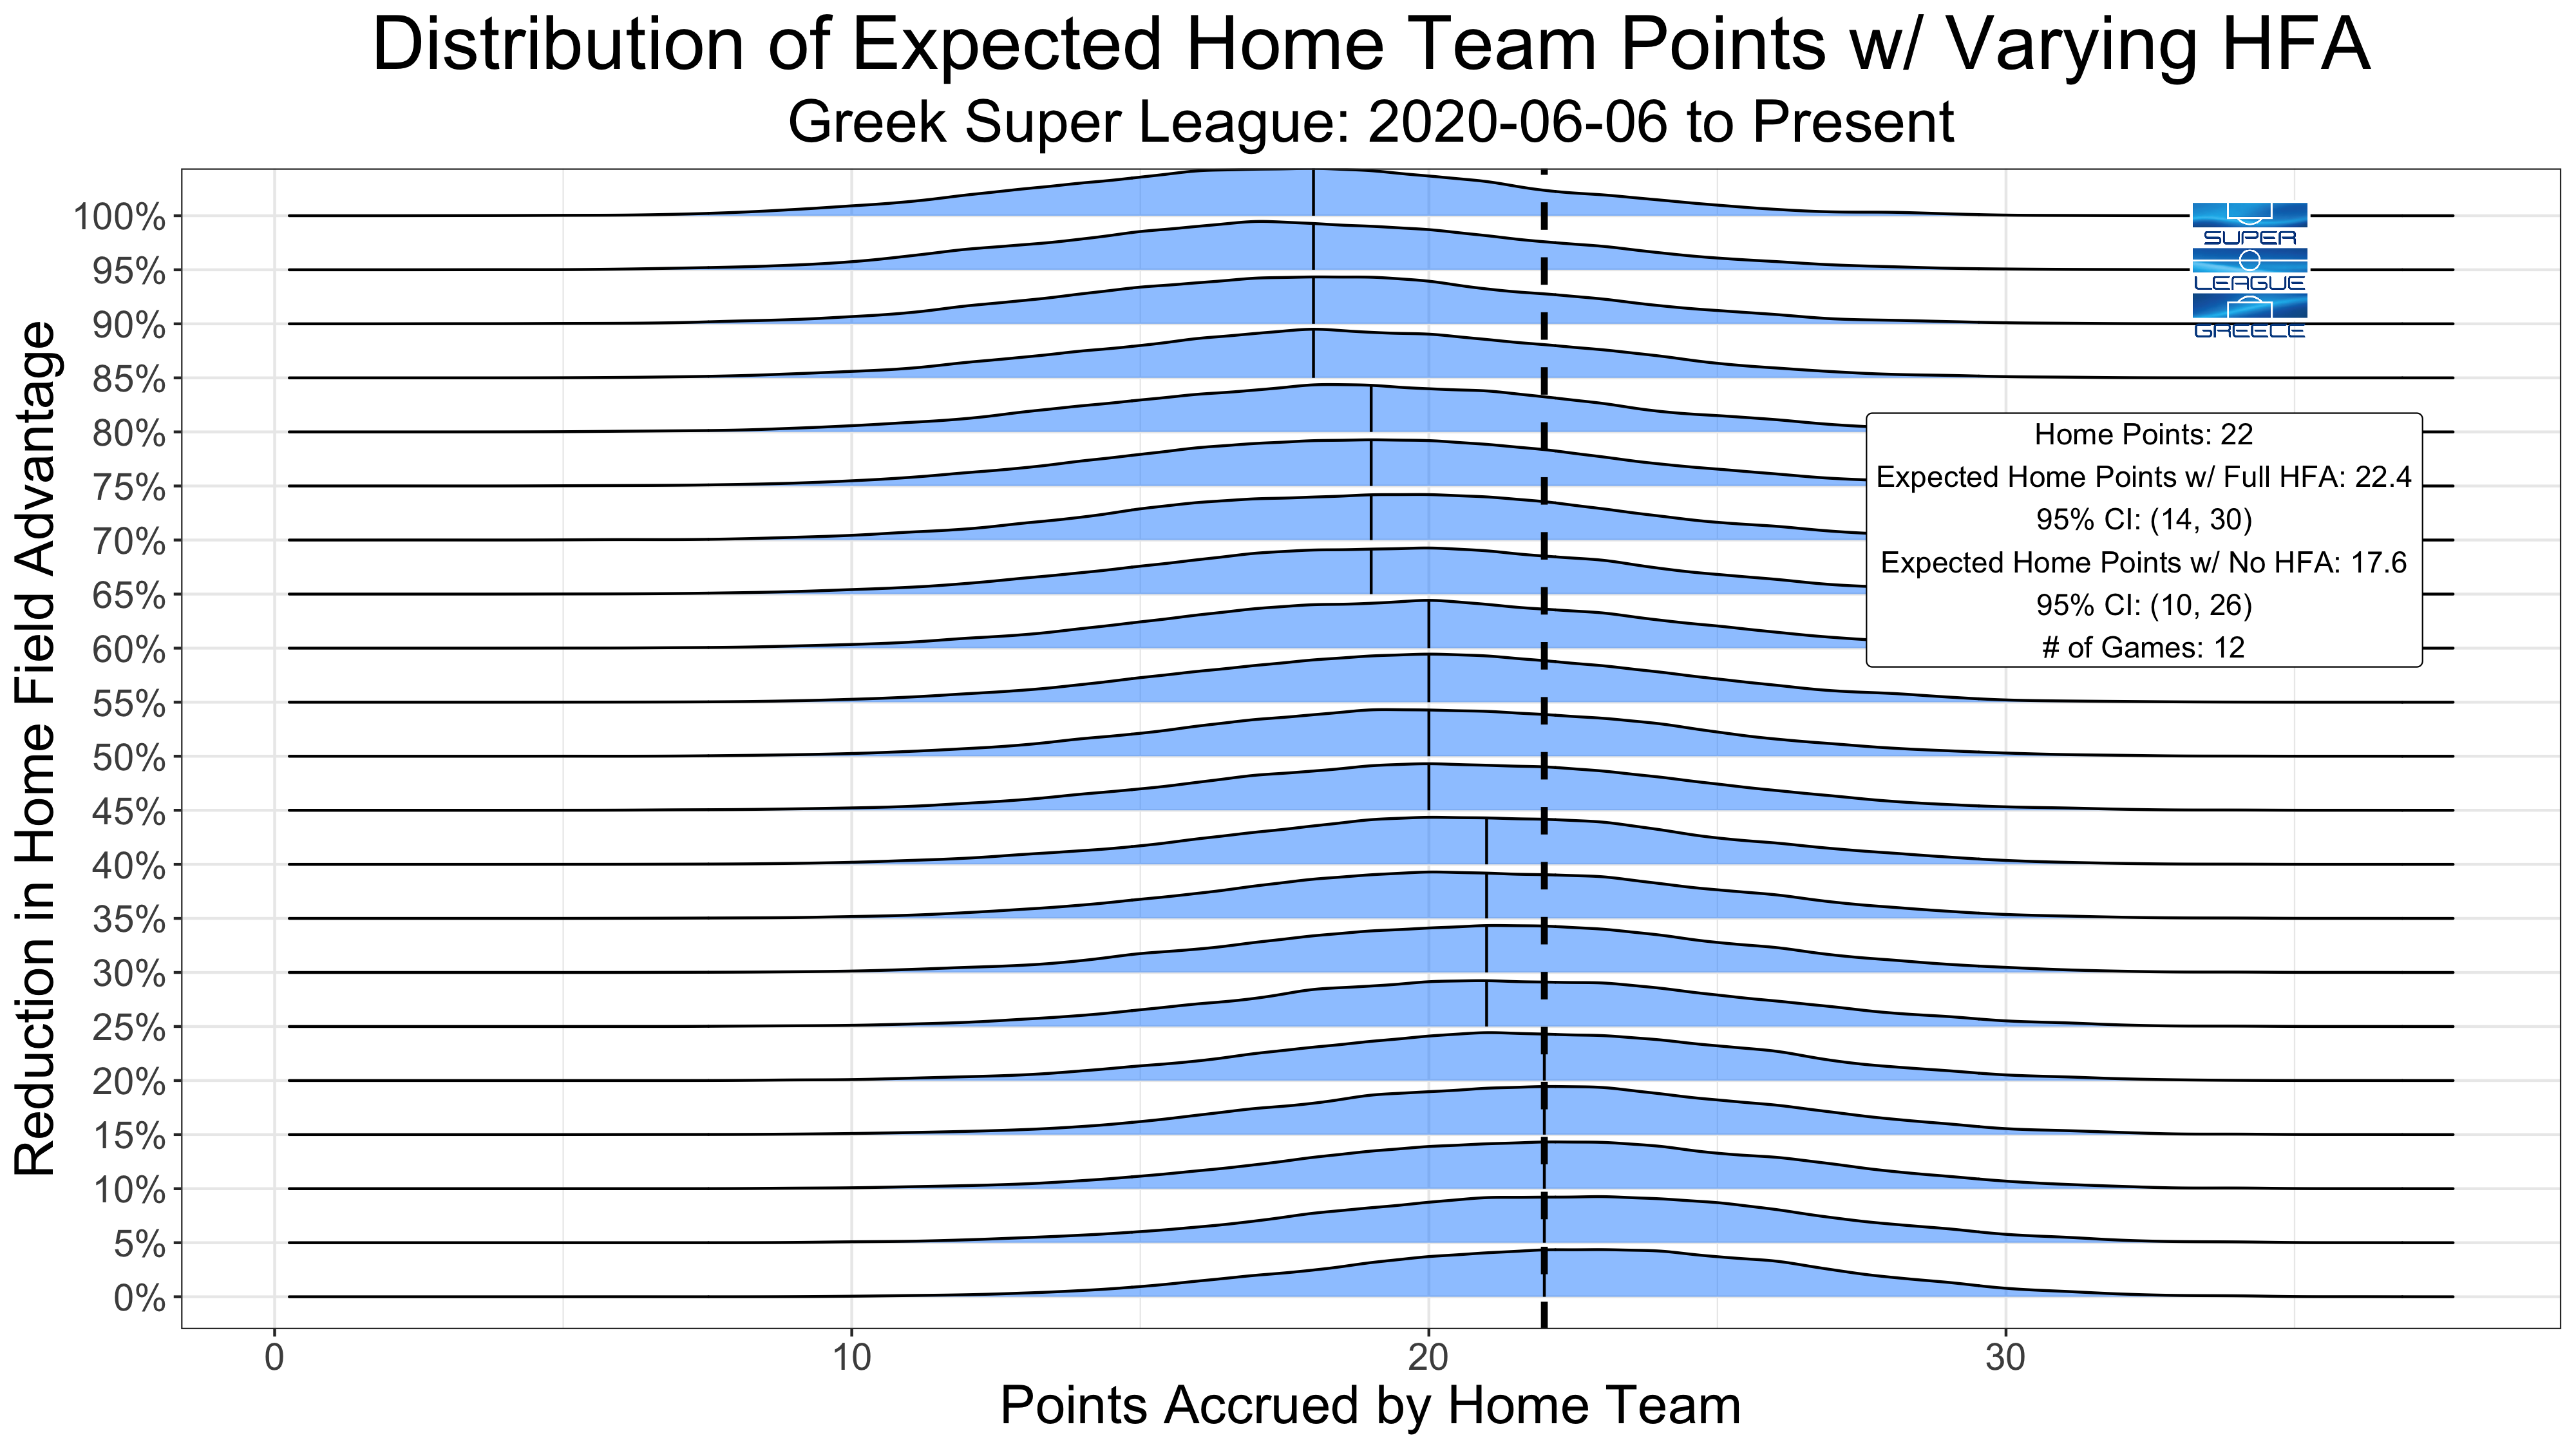 Distribution of Expected Home Team Points w/ Varying HFA
Greek Super League: 2020-06-06 to Present
Reduction in Home Field Advantage
100%
95%
90%
85%
80%
75%
70%
65%
60%
55%
50%
45%
40%
35%
30%
25%
20%
15%
10%
5%
0%
SUPER
LEAGUE
GREECE
Home Points: 22
Expected Home Points w/ Full HFA: 22.4
95% CI: (14, 30)
Expected Home Points w/ No HFA: 17.6
95% CI: (10, 26)
# of Games: 12
0 10 20 30
Points Accrued by Home Team